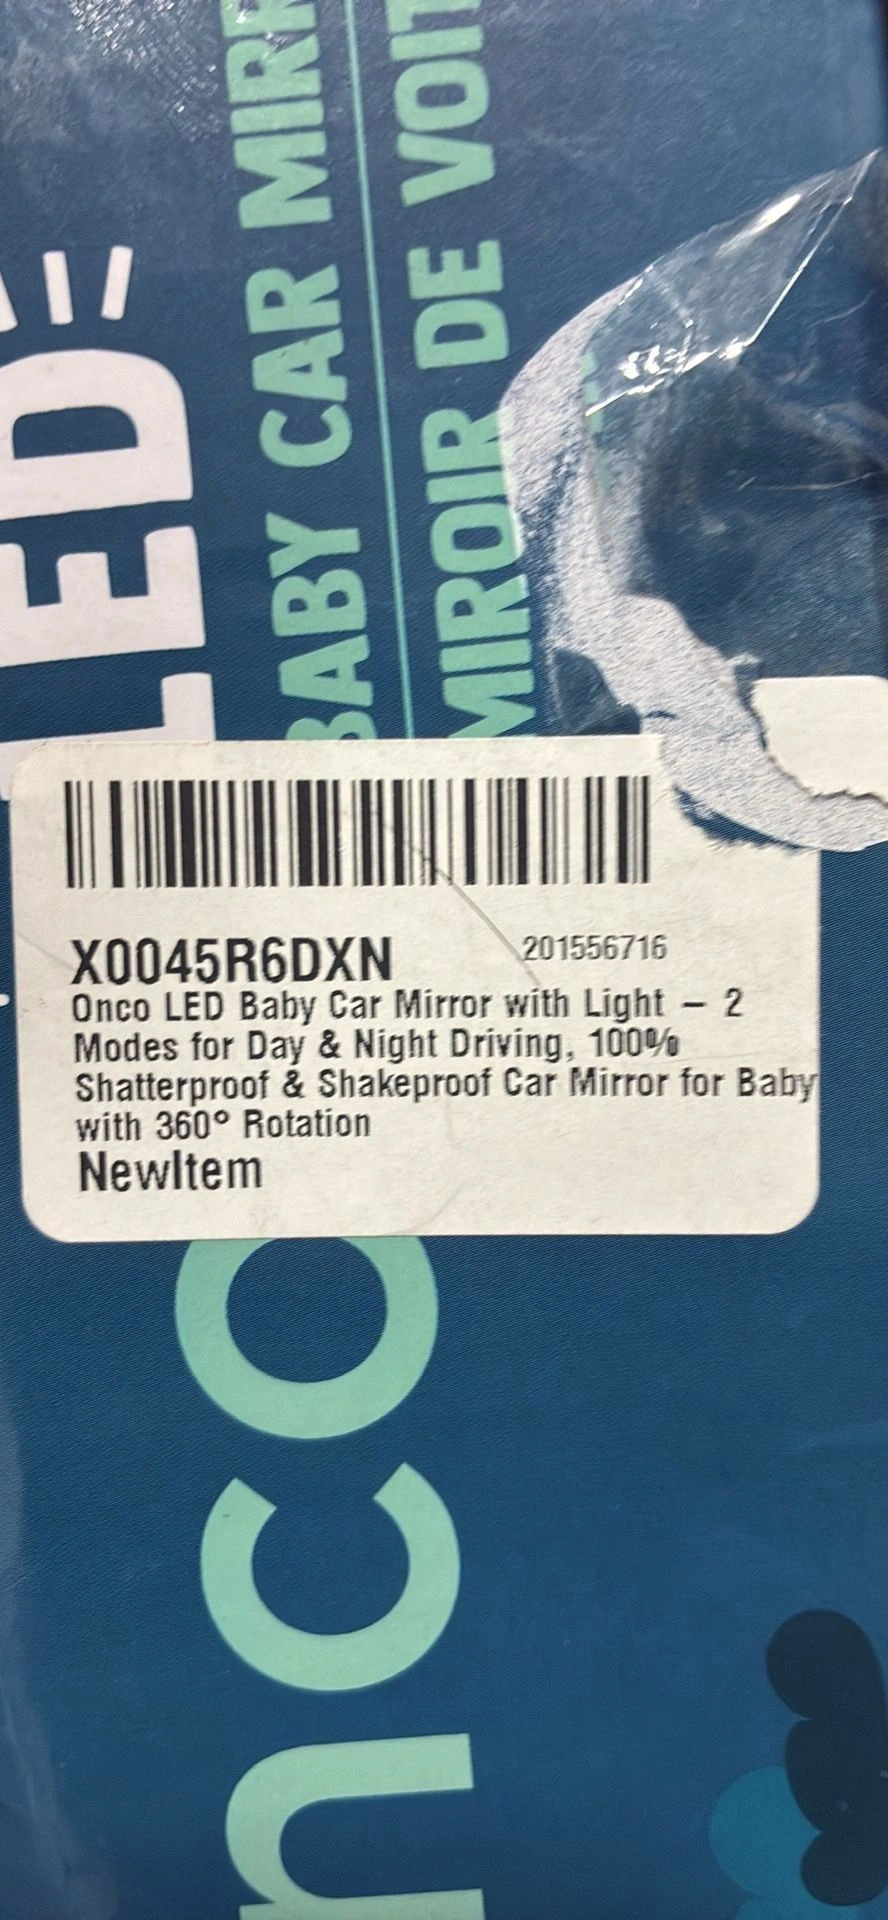 LED
BABY CAR MIRR
MIROIR DE VOIT
X0045R6DXN
201556716
Onco LED Baby Car Mirror with Light – 2
Modes for Day & Night Driving, 100%
Shatterproof & Shakeproof Car Mirror for Baby
with 360° Rotation
NewItem
nco